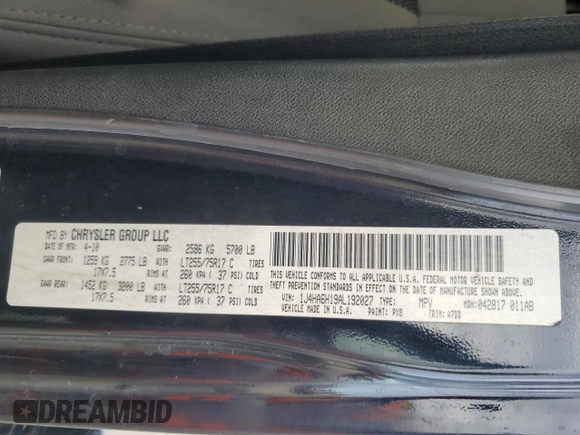 MFD BY CHRYSLER GROUP LLC
DATE OF MFR: 4-10 GVWR: 2586 KG 5700 LB
GAWR FRONT: 1259 KG 2775 LB WITH LT255/75R17 C TIRES
17X7.5 RIMS AT 260 KPA ( 37 PSI) COLD
GAWR REAR: 1452 KG 3200 LB WITH LT255/75R17 C TIRES
17X7.5 RIMS AT 260 KPA ( 37 PSI) COLD
THIS VEHICLE CONFORMS TO ALL APPLICABLE U.S.A. FEDERAL MOTOR VEHICLE SAFETY AND
THEFT PREVENTION STANDARDS IN EFFECT ON THE DATE OF MANUFACTURE SHOWN ABOVE.
VIN: 1J4HA6H19AL192027 TYPE: MPV MDH: 042817 011AB
VEHICLE MADE IN U.S.A. PAINT: PX8 TRIM: A7DD
DREAMBID